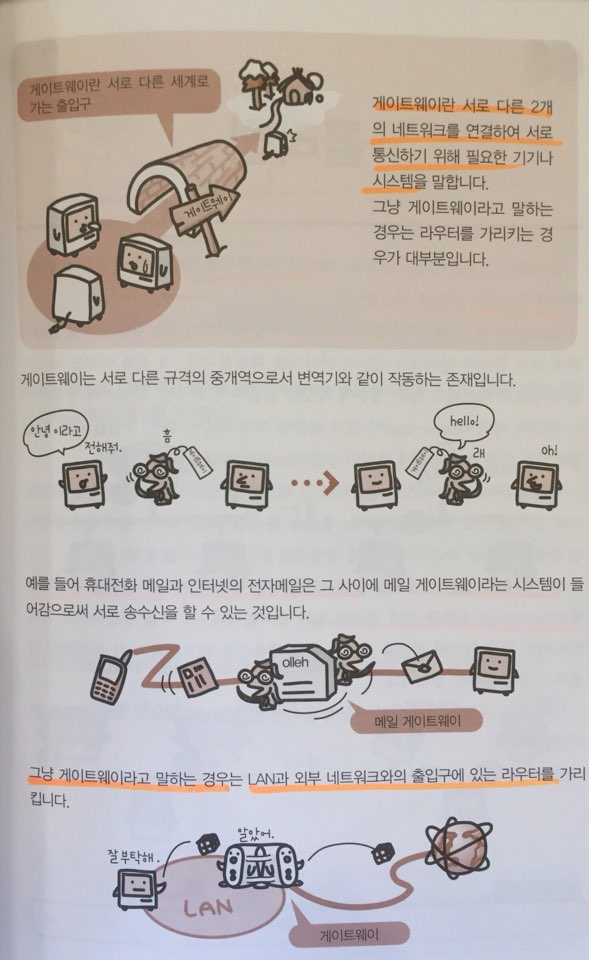 게이트웨이란 서로 다른 세계로
가는 출입구
게이트웨이
게이트웨이란 서로 다른 2개
의 네트워크를 연결하여 서로
통신하기 위해 필요한 기기나
시스템을 말합니다.
그냥 게이트웨이라고 말하는
경우는 라우터를 가리키는 경
우가 대부분입니다.
게이트웨이는 서로 다른 규격의 중개역으로서 변역기와 같이 작동하는 존재입니다.
안녕이라고
전해줘.
흠
게이트웨이
hello!
게이트웨이
래
아!
예를 들어 휴대전화 메일과 인터넷의 전자메일은 그 사이에 메일 게이트웨이라는 시스템이 들
어감으로써 서로 송수신을 할 수 있는 것입니다.
olleh
메일 게이트웨이
그냥 게이트웨이라고 말하는 경우는 LAN과 외부 네트워크와의 출입구에 있는 라우터를 가리
킵니다.
잘 부탁해.
알았어.
LAN
게이트웨이